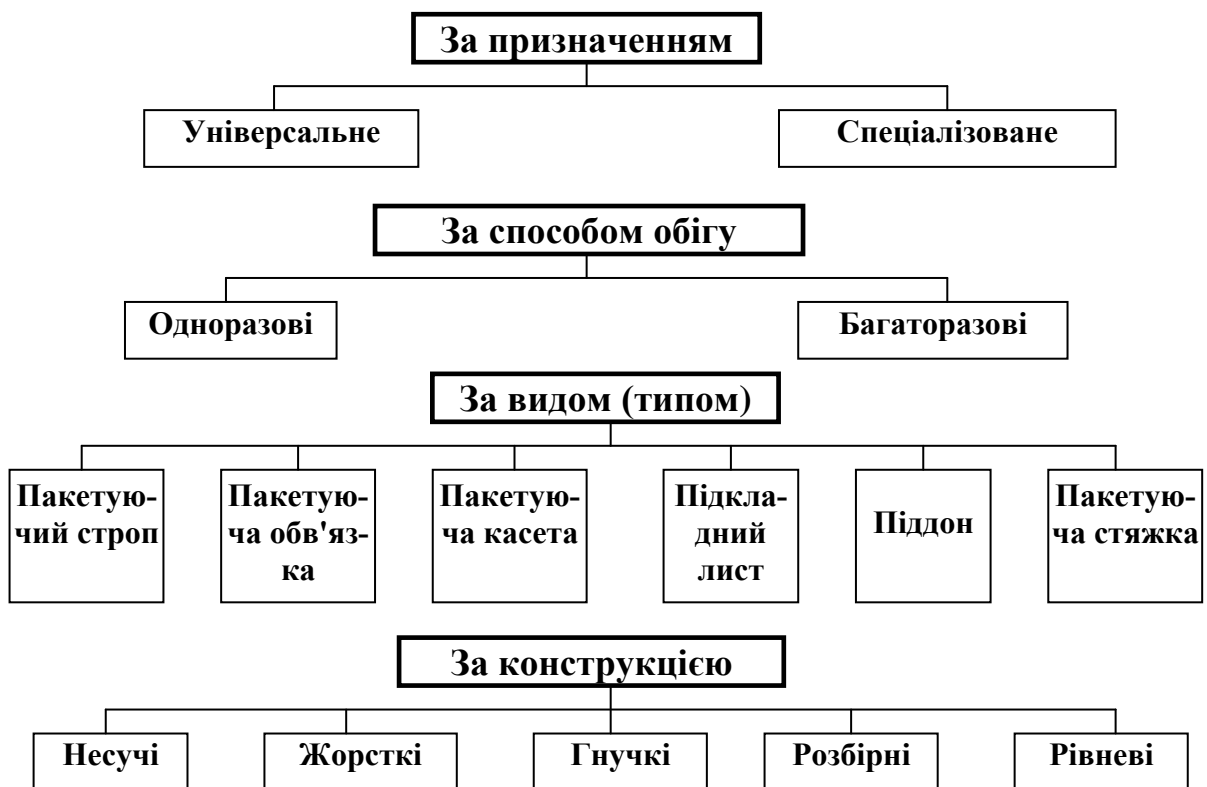 За призначенням
Універсальне
Спеціалізоване
За способом обігу
Одноразові
Багаторазові
За видом (типом)
Пакетую-
чий строп
Пакетую-
ча обв'яз-
ка
Пакетую-
ча касета
Підкла-
дний
лист
Піддон
Пакетую-
ча стяжка
За конструкцією
Несучі
Жорсткі
Гнучкі
Розбірні
Рівневі